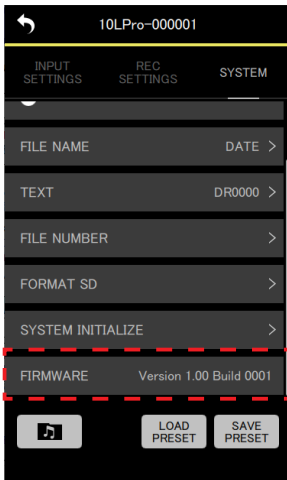 10LPro-000001
INPUT
SETTINGS
REC
SETTINGS
SYSTEM
FILE NAME DATE >
TEXT DR0000 >
FILE NUMBER >
FORMAT SD >
SYSTEM INITIALIZE >
FIRMWARE Version 1.00 Build 0001
LOAD
PRESET
SAVE
PRESET